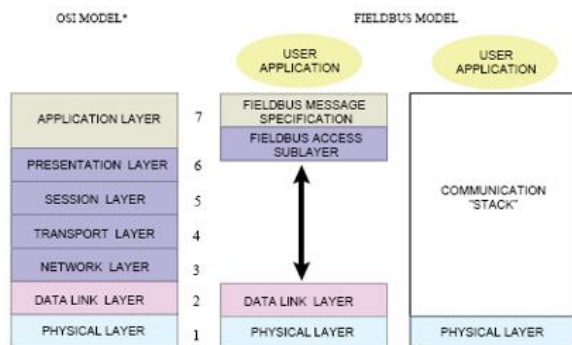 OSI MODEL*
FIELDBUS MODEL
USER
APPLICATION
USER
APPLICATION
APPLICATION LAYER
7
FIELDBUS MESSAGE
SPECIFICATION
FIELDBUS ACCESS
SUBLAYER
PRESENTATION LAYER
6
SESSION LAYER
5
TRANSPORT LAYER
4
NETWORK LAYER
3
COMMUNICATION
"STACK"
DATA LINK LAYER
2
DATA LINK LAYER
PHYSICAL LAYER
1
PHYSICAL LAYER
PHYSICAL LAYER